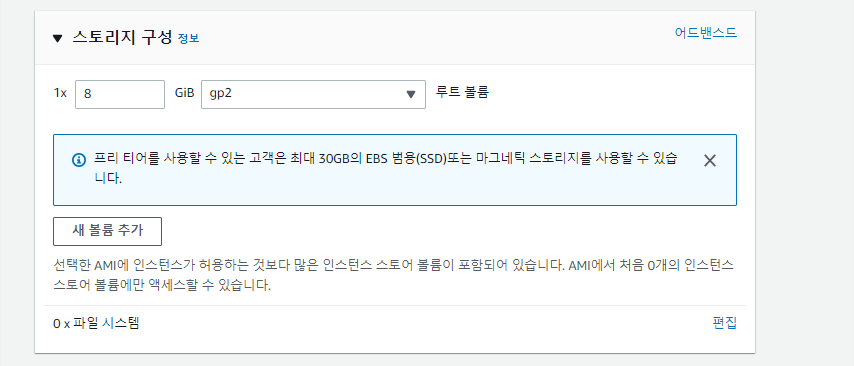 스토리지 구성 정보 어드밴스드
1x 8 GiB gp2 루트 볼륨
프리 티어를 사용할 수 있는 고객은 최대 30GB의 EBS 범용(SSD)또는 마그네틱 스토리지를 사용할 수 있습
니다.
새 볼륨 추가
선택한 AMI에 인스턴스가 허용하는 것보다 많은 인스턴스 스토어 볼륨이 포함되어 있습니다. AMI에서 처음 0개의 인스턴스
스토어 볼륨에만 액세스할 수 있습니다.
0 x 파일 시스템 편집